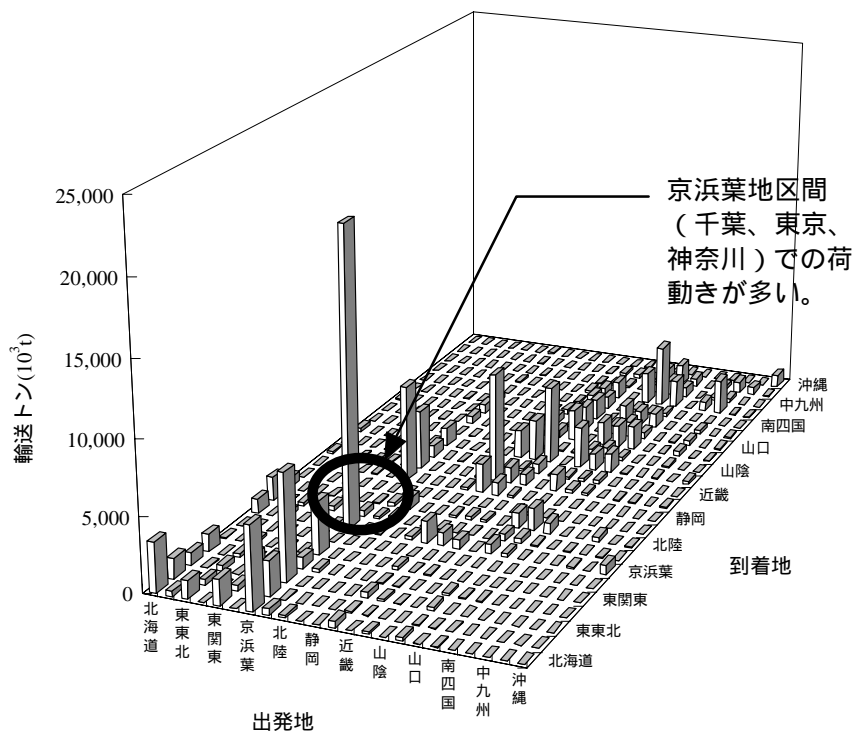 25,000
20,000
15,000
10,000
5,000
0
輸送トン(10³t)
京浜葉地区間
（千葉、東京、
神奈川）での荷
動きが多い。
北海道
東東北
東関東
京浜葉
北陸
静岡
近畿
山陰
山口
南四国
中九州
沖縄
出発地
沖縄
中九州
南四国
山口
山陰
近畿
静岡
北陸
京浜葉
東関東
東東北
北海道
到着地